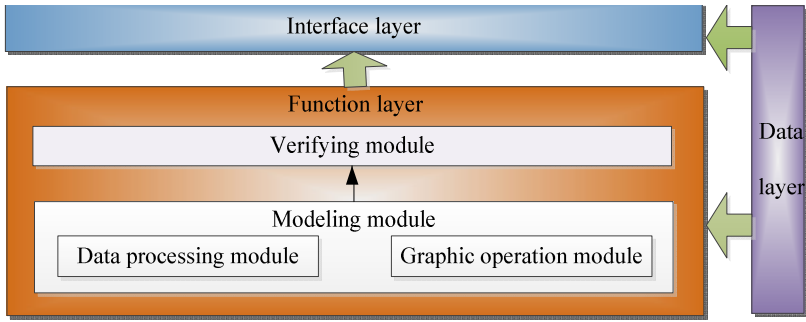 Interface layer
Function layer
Verifying module
Modeling module
Data processing module
Graphic operation module
Data
layer